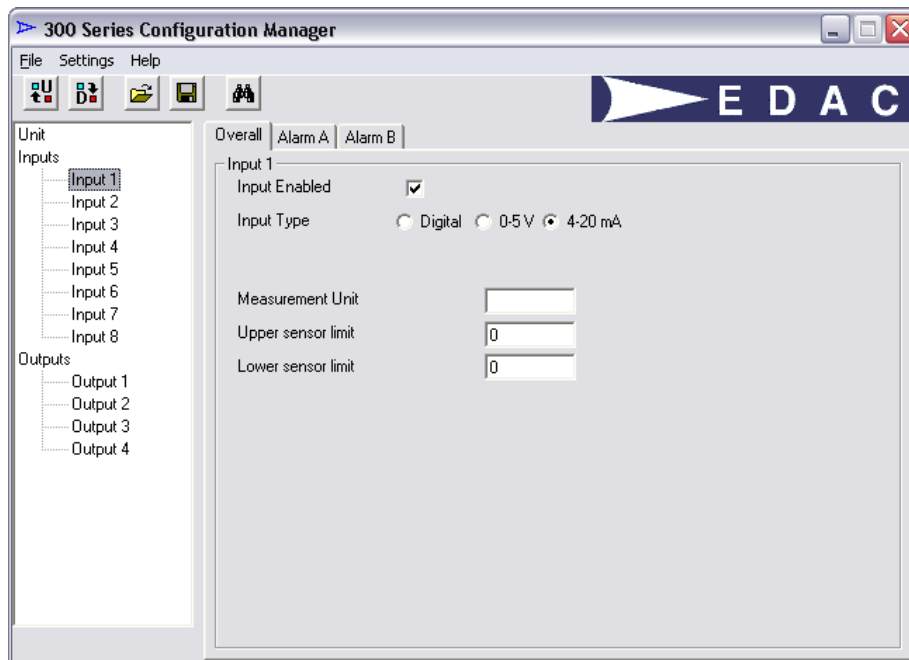 300 Series Configuration Manager
File Settings Help
U D
EDAC
Unit
Inputs
Input 1
Input 2
Input 3
Input 4
Input 5
Input 6
Input 7
Input 8
Outputs
Output 1
Output 2
Output 3
Output 4
Overall Alarm A Alarm B
Input 1
Input Enabled
Input Type Digital 0-5 V 4-20 mA
Measurement Unit
Upper sensor limit 0
Lower sensor limit 0